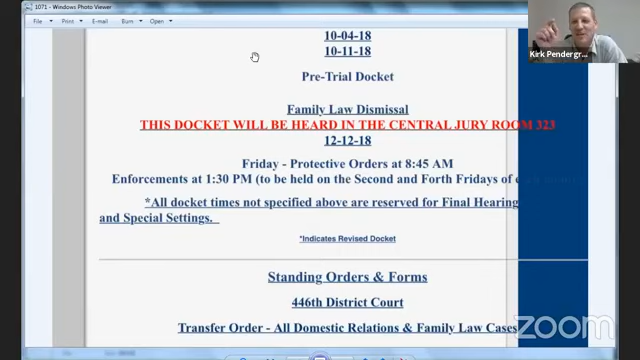 1071 - Windows Photo Viewer
File Print E-mail Burn Open
10-04-18
10-11-18
Kirk Pendergr...
Pre-Trial Docket
Family Law Dismissal
THIS DOCKET WILL BE HEARD IN THE CENTRAL JURY ROOM 323
12-12-18
Friday - Protective Orders at 8:45 AM
Enforcements at 1:30 PM (to be held on the Second and Forth Fridays of
*All docket times not specified above are reserved for Final Hearing
and Special Settings.
*Indicates Revised Docket
Standing Orders & Forms
446th District Court
Transfer Order - All Domestic Relations & Family Law Cases
zoom